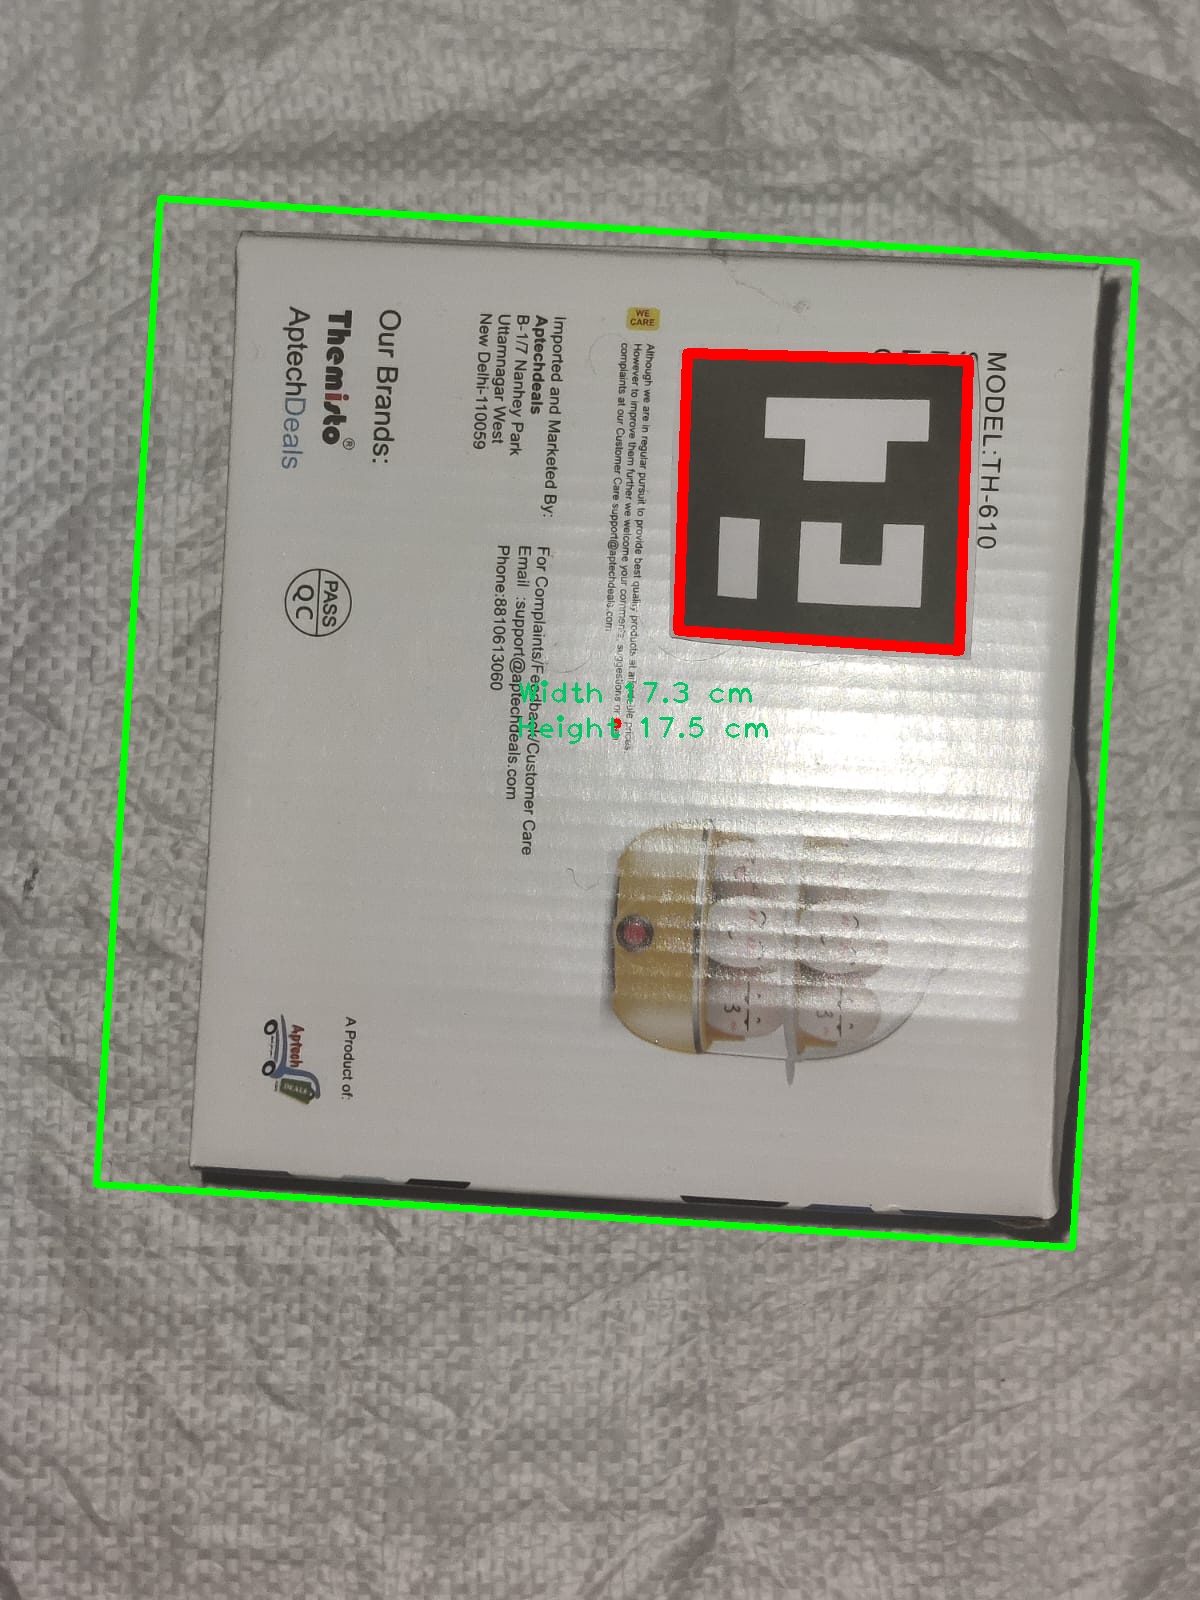 MODEL:TH-610
WE
CARE
Although we are in regular pursuit to provide best quality products at affordable prices
However to improve them further we welcome your comments, suggestions or
complaints at our Customer Care support@aptechdeals.com
Imported and Marketed By:
Aptechdeals
B-1/7 Nanhey Park
Uttamnagar West
New Delhi-110059
For Complaints/Feedback/Customer Care
Email :support@aptechdeals.com
Phone:8810613060
Our Brands:
Themisto®
AptechDeals
PASS
QC
A Product of:
Aptech
DEALS
Width 17.3 cm
Height 17.5 cm